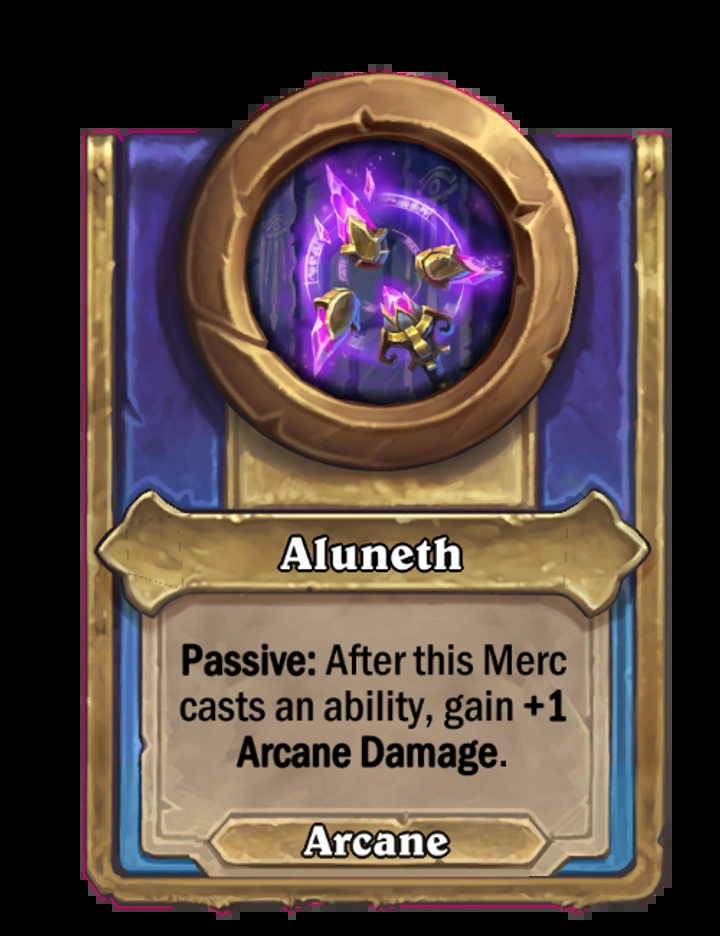 Aluneth
Passive: After this Merc
casts an ability, gain +1
Arcane Damage.
Arcane